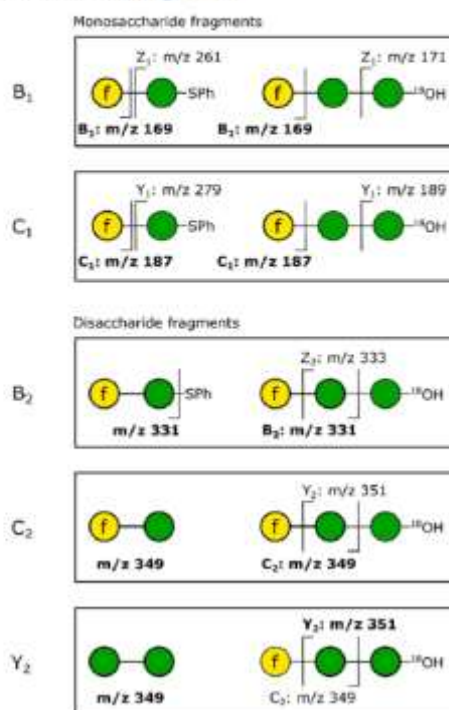 Monosaccharide fragments
B₁
Z₁: m/z 261
f
SPh
B₁: m/z 169
Z₁: m/z 171
f
¹⁸OH
B₁: m/z 169
C₁
Y₁: m/z 279
f
SPh
C₁: m/z 187
Y₁: m/z 189
f
¹⁸OH
C₁: m/z 187
Disaccharide fragments
B₂
f
SPh
m/z 331
Z₂: m/z 333
f
¹⁸OH
B₂: m/z 331
C₂
f
m/z 349
Y₂: m/z 351
f
¹⁸OH
C₂: m/z 349
Y₂
m/z 349
Y₂: m/z 351
f
¹⁸OH
C₂: m/z 349